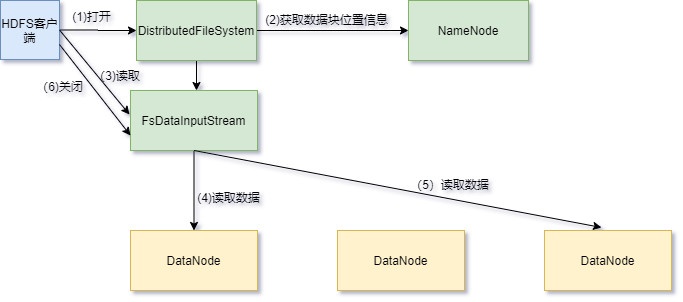 HDFS客户
端
(1)打开
DistributedFileSystem
(2)获取数据块位置信息
NameNode
(3)读取
(6)关闭
FsDataInputStream
(4)读取数据
(5）读取数据
DataNode
DataNode
DataNode